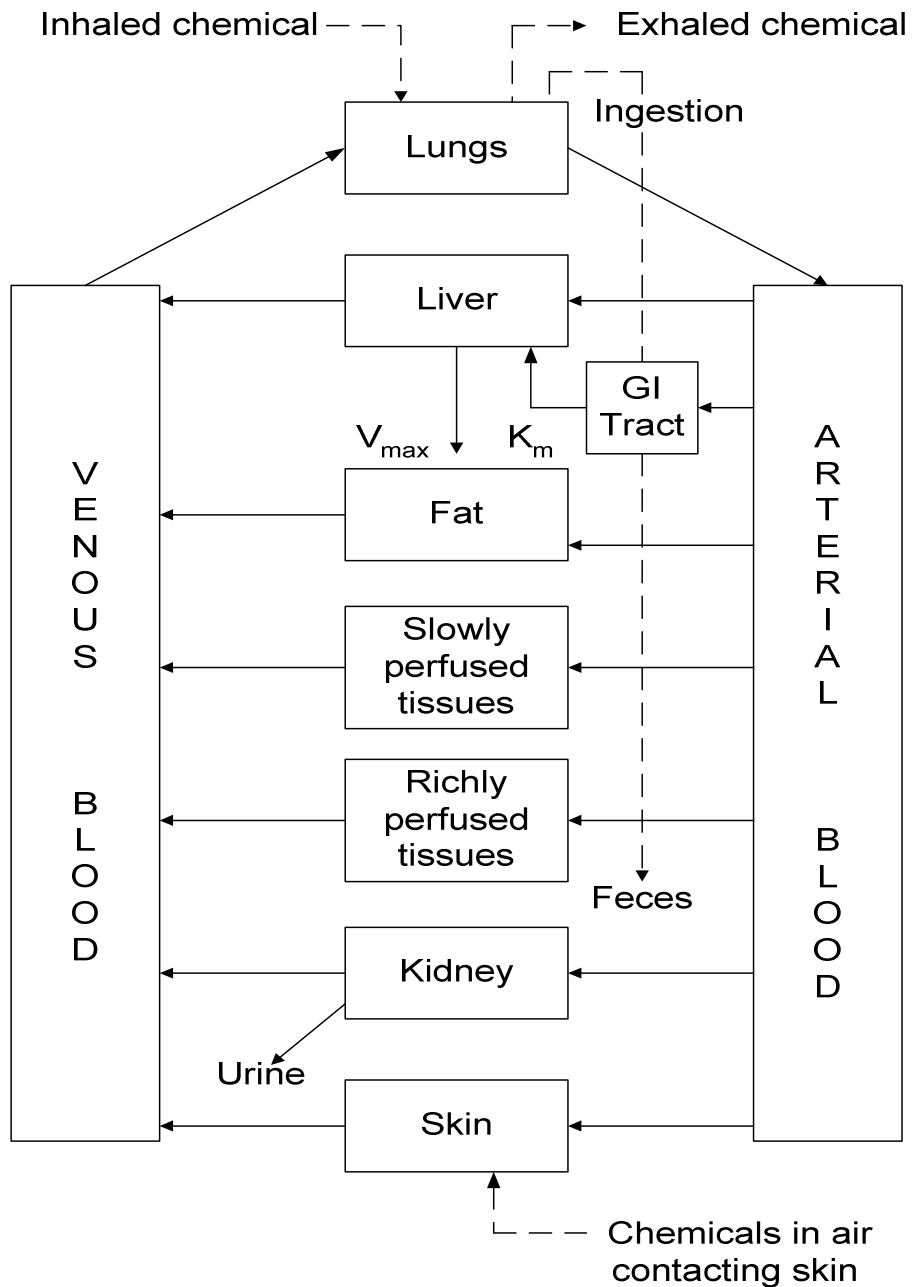 Inhaled chemical
Exhaled chemical
Ingestion
Lungs
Liver
GI
Tract
Vmax
Km
Fat
Slowly
perfused
tissues
Richly
perfused
tissues
Feces
Kidney
Urine
Skin
Chemicals in air
contacting skin
VENOUS BLOOD
ARTERIAL BLOOD